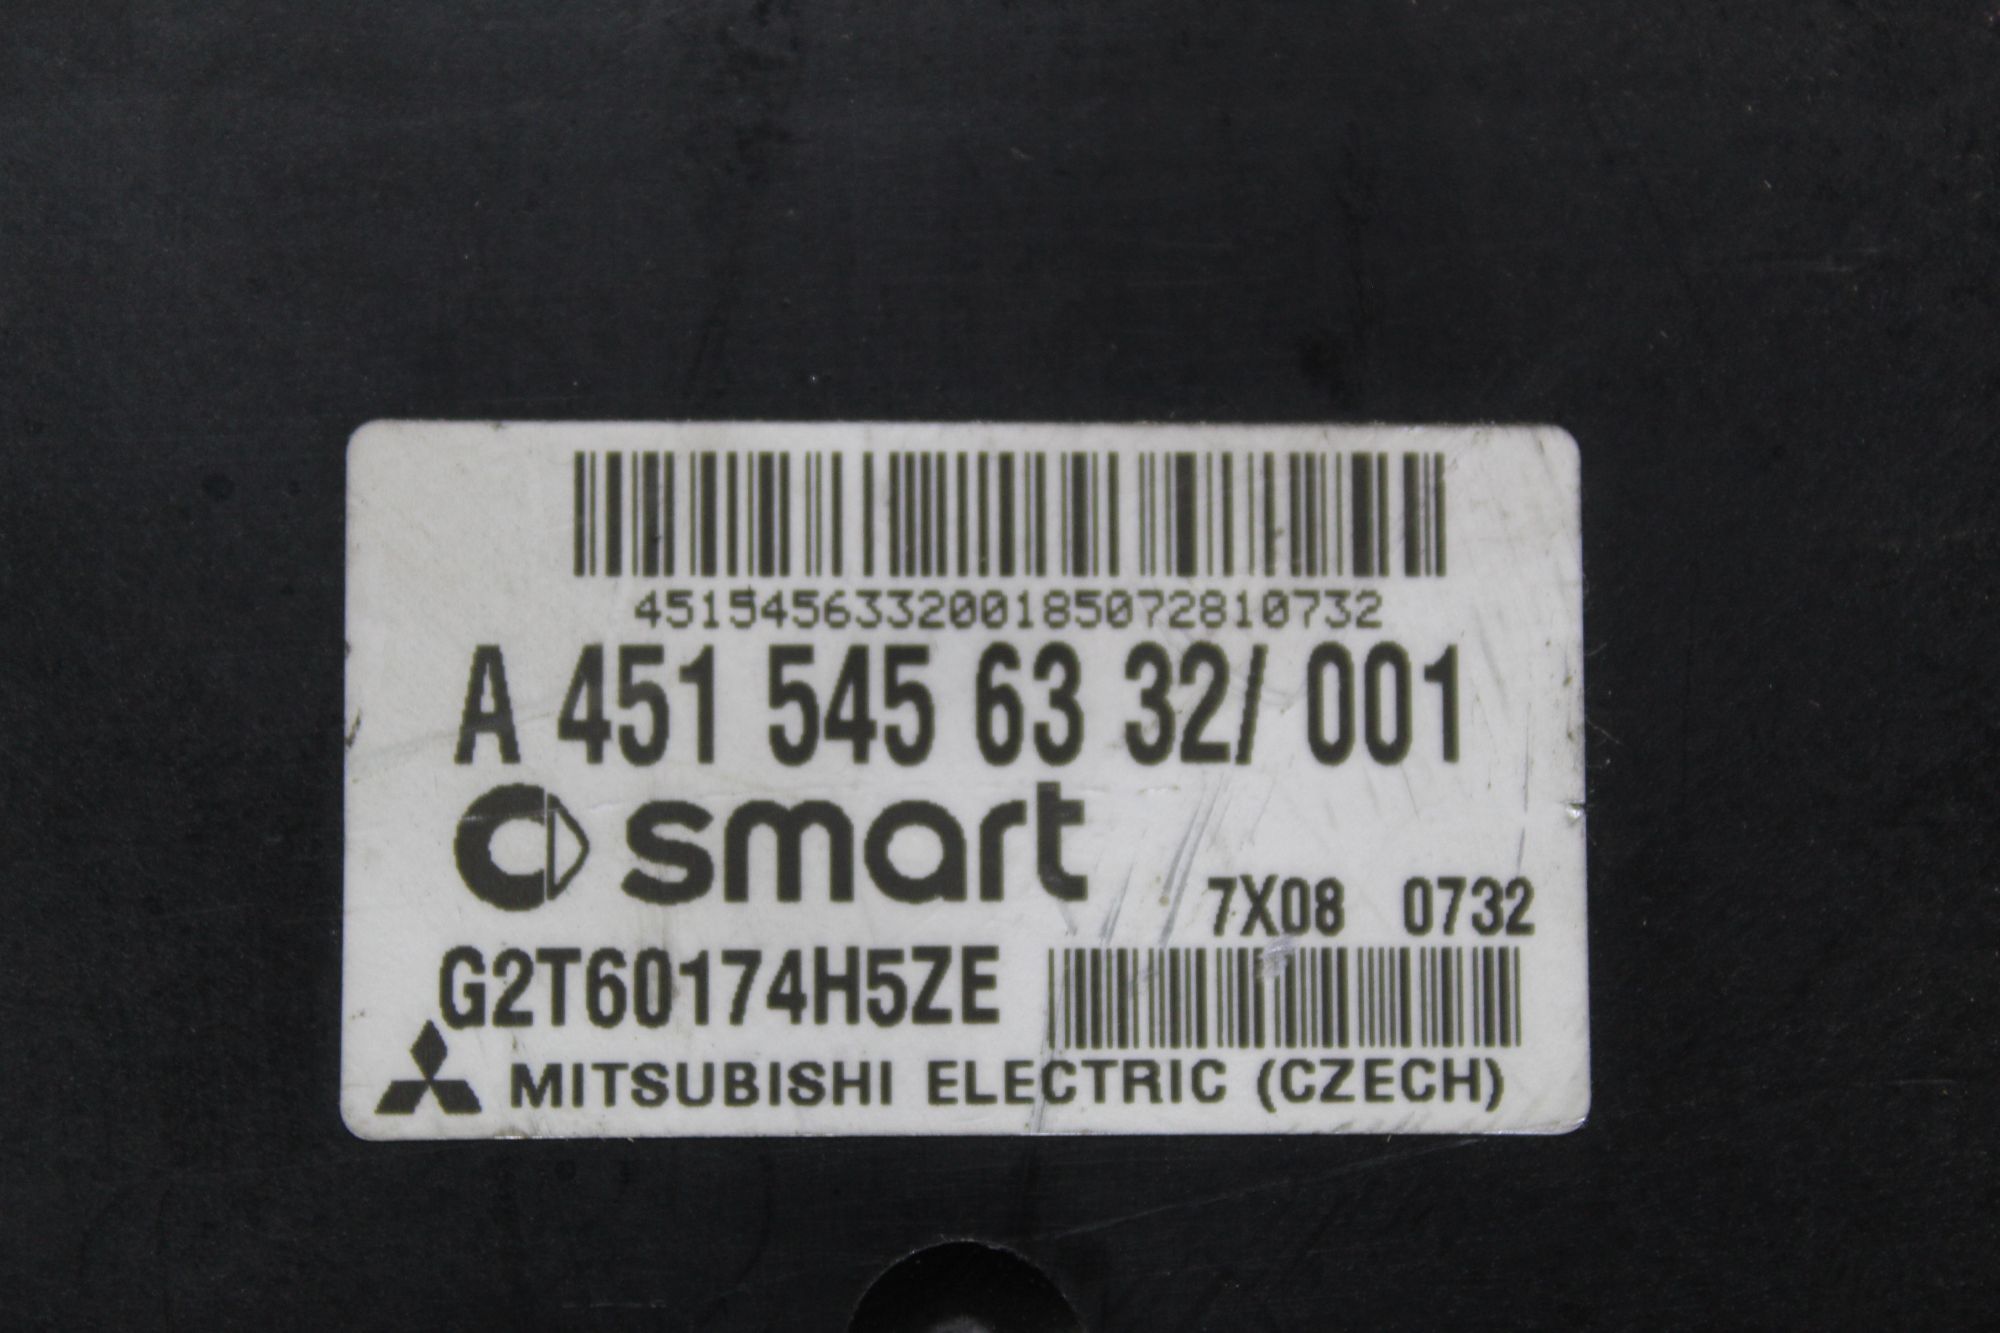 451545633200185072810732
A 451 545 63 32/ 001
smart
7X08 0732
G2T60174H5ZE
MITSUBISHI ELECTRIC (CZECH)